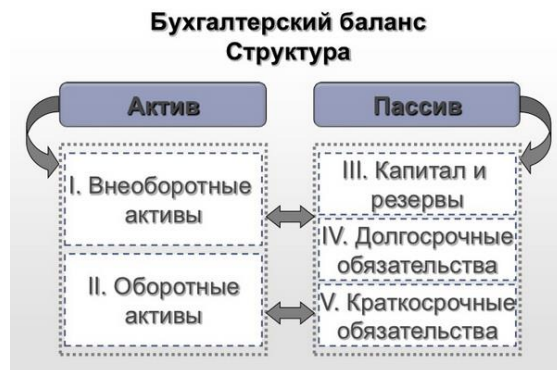 Бухгалтерский баланс
Структура
Актив
Пассив
I. Внеоборотные
активы
II. Оборотные
активы
III. Капитал и
резервы
IV. Долгосрочные
обязательства
V. Краткосрочные
обязательства